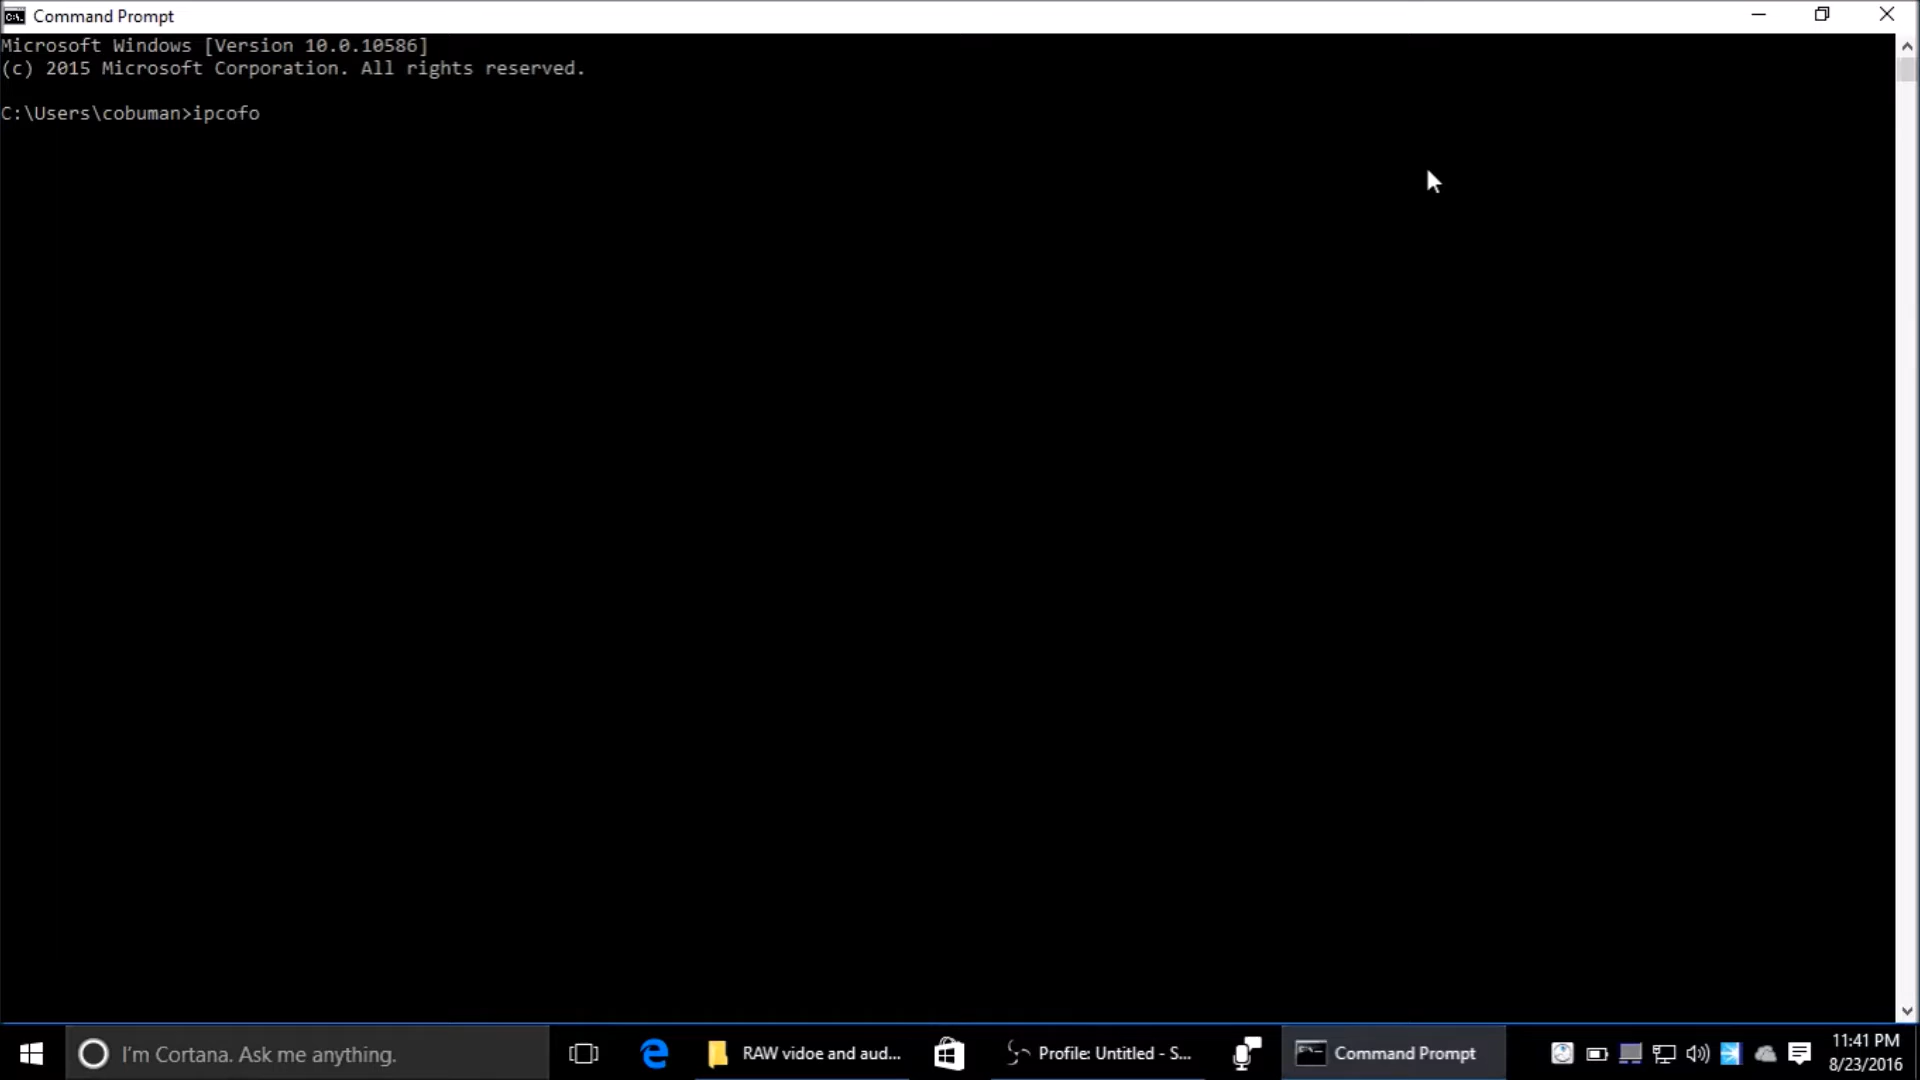 Command Prompt
Microsoft Windows [Version 10.0.10586]
(c) 2015 Microsoft Corporation. All rights reserved.
C:\Users\cobuman>ipcofo
I'm Cortana. Ask me anything.
RAW vidoe and aud...
Profile: Untitled - S...
Command Prompt
11:41 PM
8/23/2016